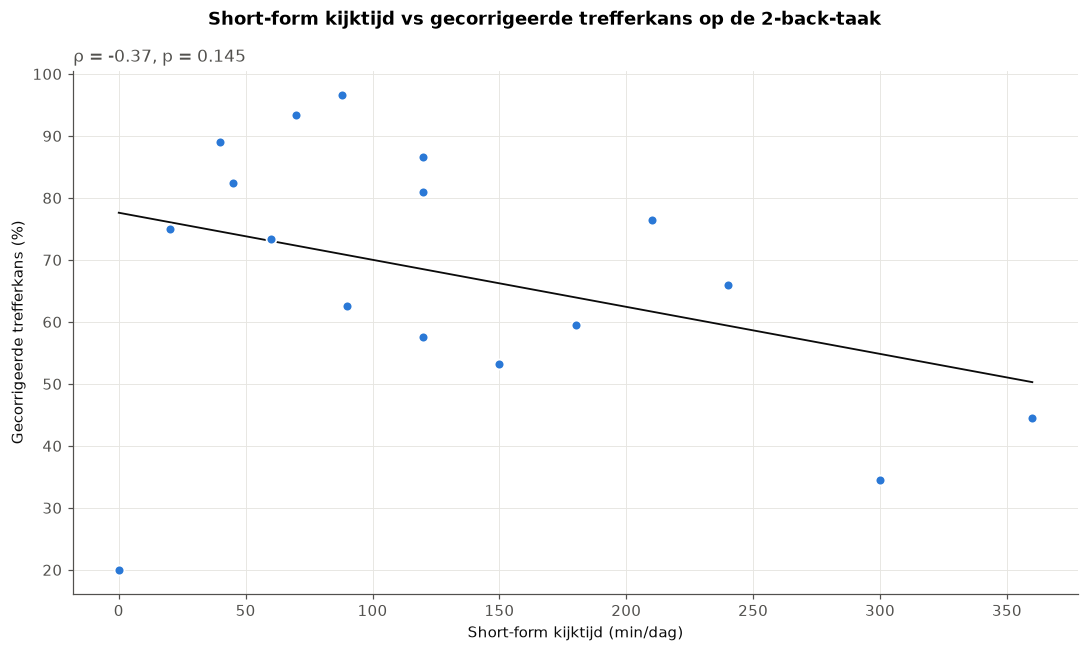 Short-form kijktijd vs gecorrigeerde trefferkans op de 2-back-taak
ρ = -0.37, p = 0.145
100
90
80
70
60
50
40
30
20
Gecorrigeerde trefferkans (%)
0 50 100 150 200 250 300 350
Short-form kijktijd (min/dag)